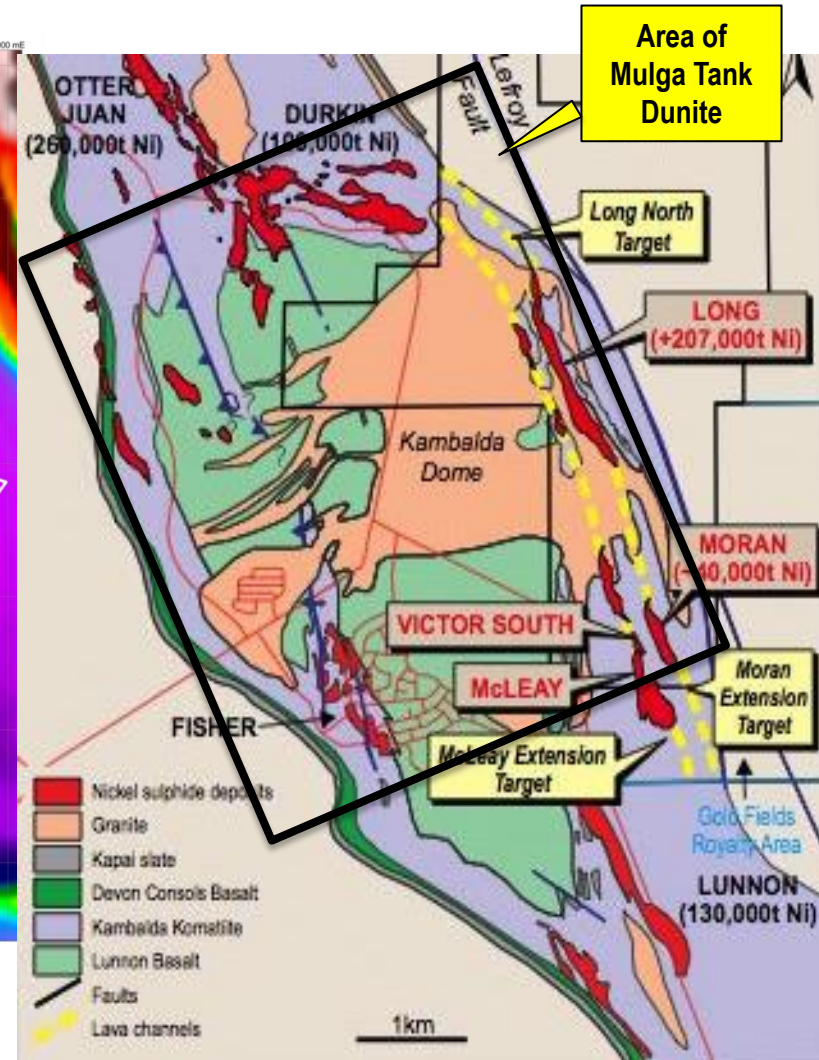 Area of
Mulga Tank
Dunite
OTTER
JUAN
(260,000t Ni)
DURKIN
Lefroy
Fault
Long North
Target
LONG
(+207,000t Ni)
Kambalda
Dome
MORAN
VICTOR SOUTH
McLEAY
Moran
Extension
Target
FISHER
McLeay Extension
Target
Gold Fields
Royalty Area
LUNNON
(130,000t Ni)
Nickel sulphide deposits
Granite
Kapai slate
Devon Consols Basalt
Kambalda Komatiite
Lunnon Basalt
Faults
Lava channels
1km